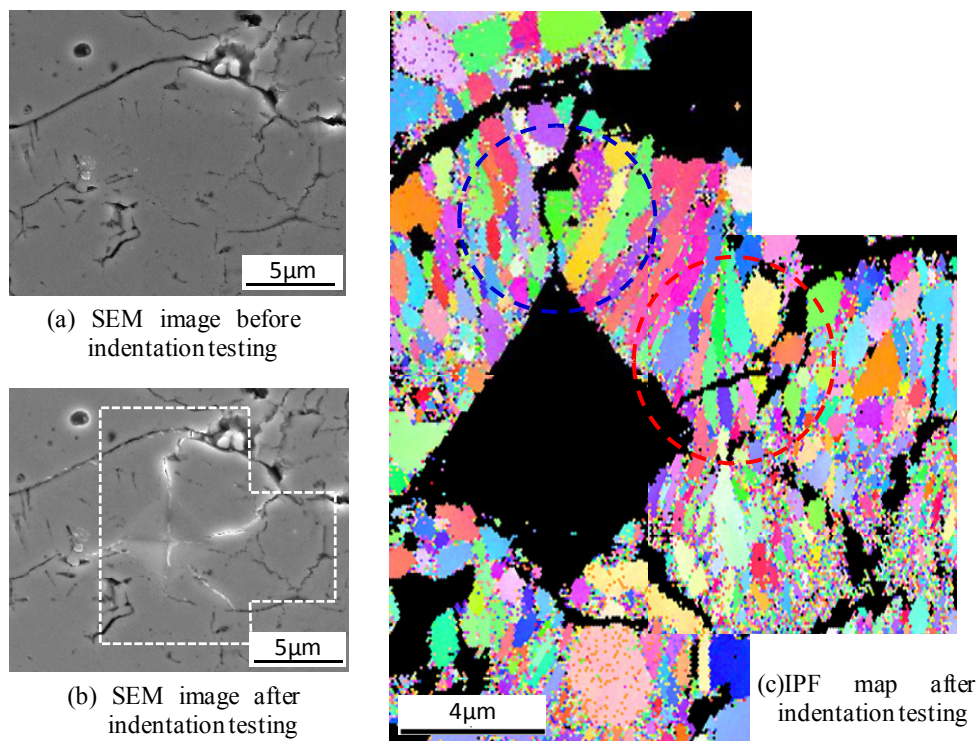 5μm
(a) SEM image before
indentation testing
5μm
(b) SEM image after
indentation testing
4μm
(c)IPF map after
indentation testing